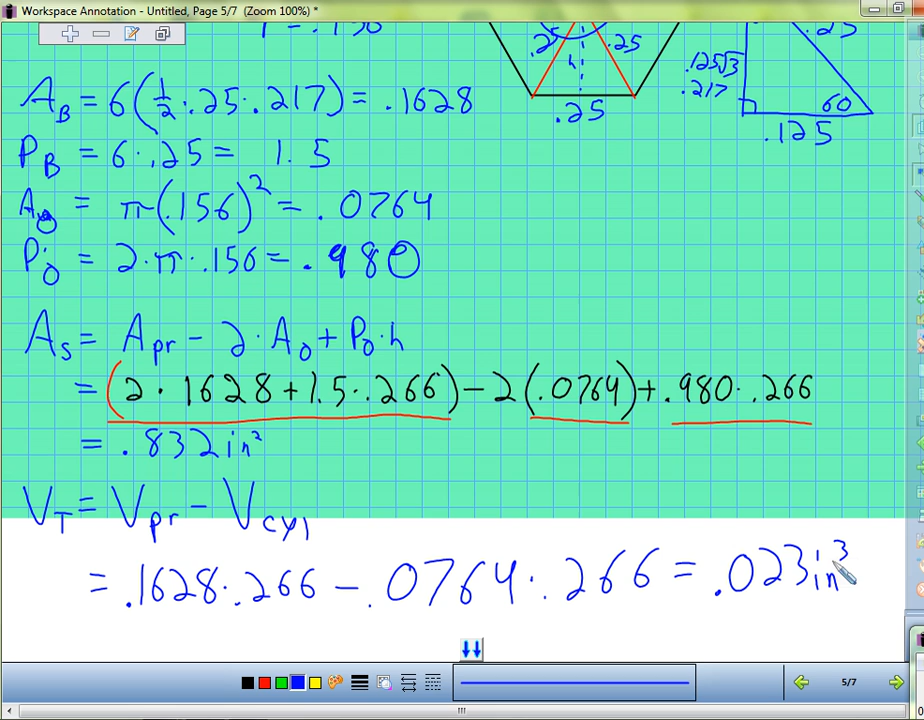 Workspace Annotation - Untitled, Page 5/7 (Zoom 100%) *
.25
.25
h
.25
.25
.125√3
.217
60
.125
A_B = 6(1/2 · .25 · .217) = .1628
P_B = 6 · .25 = 1.5
A_O = π(.156)² = .0764
P_O = 2 · π · .156 = .980
A_S = A_pr - 2 · A_O + P_O · h
= (2 · 1628 + 1.5 · .266) - 2(.0764) + .980 · .266
= .832 in²
V_T = V_pr - V_cyl
= .1628 · .266 - .0764 · .266 = .023 in³
5/7